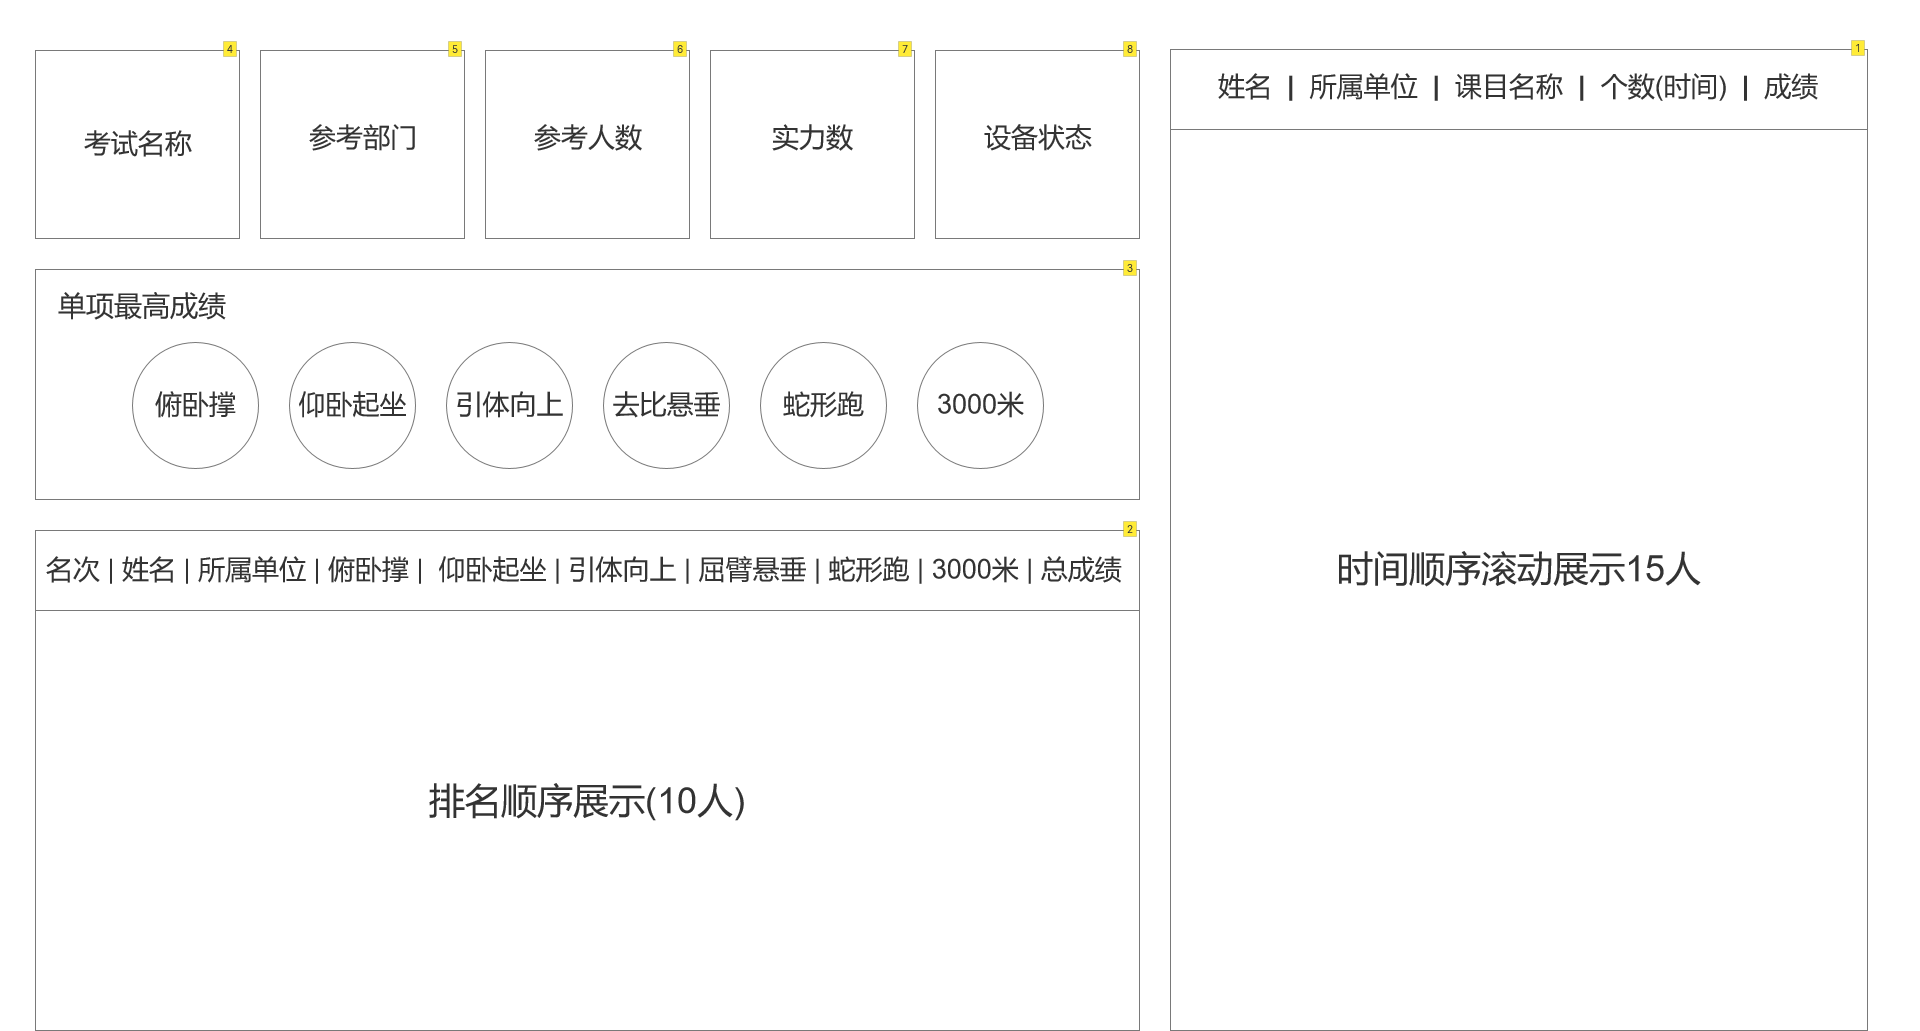 4
考试名称
5
参考部门
6
参考人数
7
实力数
8
设备状态
3
单项最高成绩
俯卧撑
仰卧起坐
引体向上
去比悬垂
蛇形跑
3000米
2
名次 | 姓名 | 所属单位 | 俯卧撑 | 仰卧起坐 | 引体向上 | 屈臂悬垂 | 蛇形跑 | 3000米 | 总成绩
排名顺序展示(10人)
1
姓名 | 所属单位 | 课目名称 | 个数(时间) | 成绩
时间顺序滚动展示15人